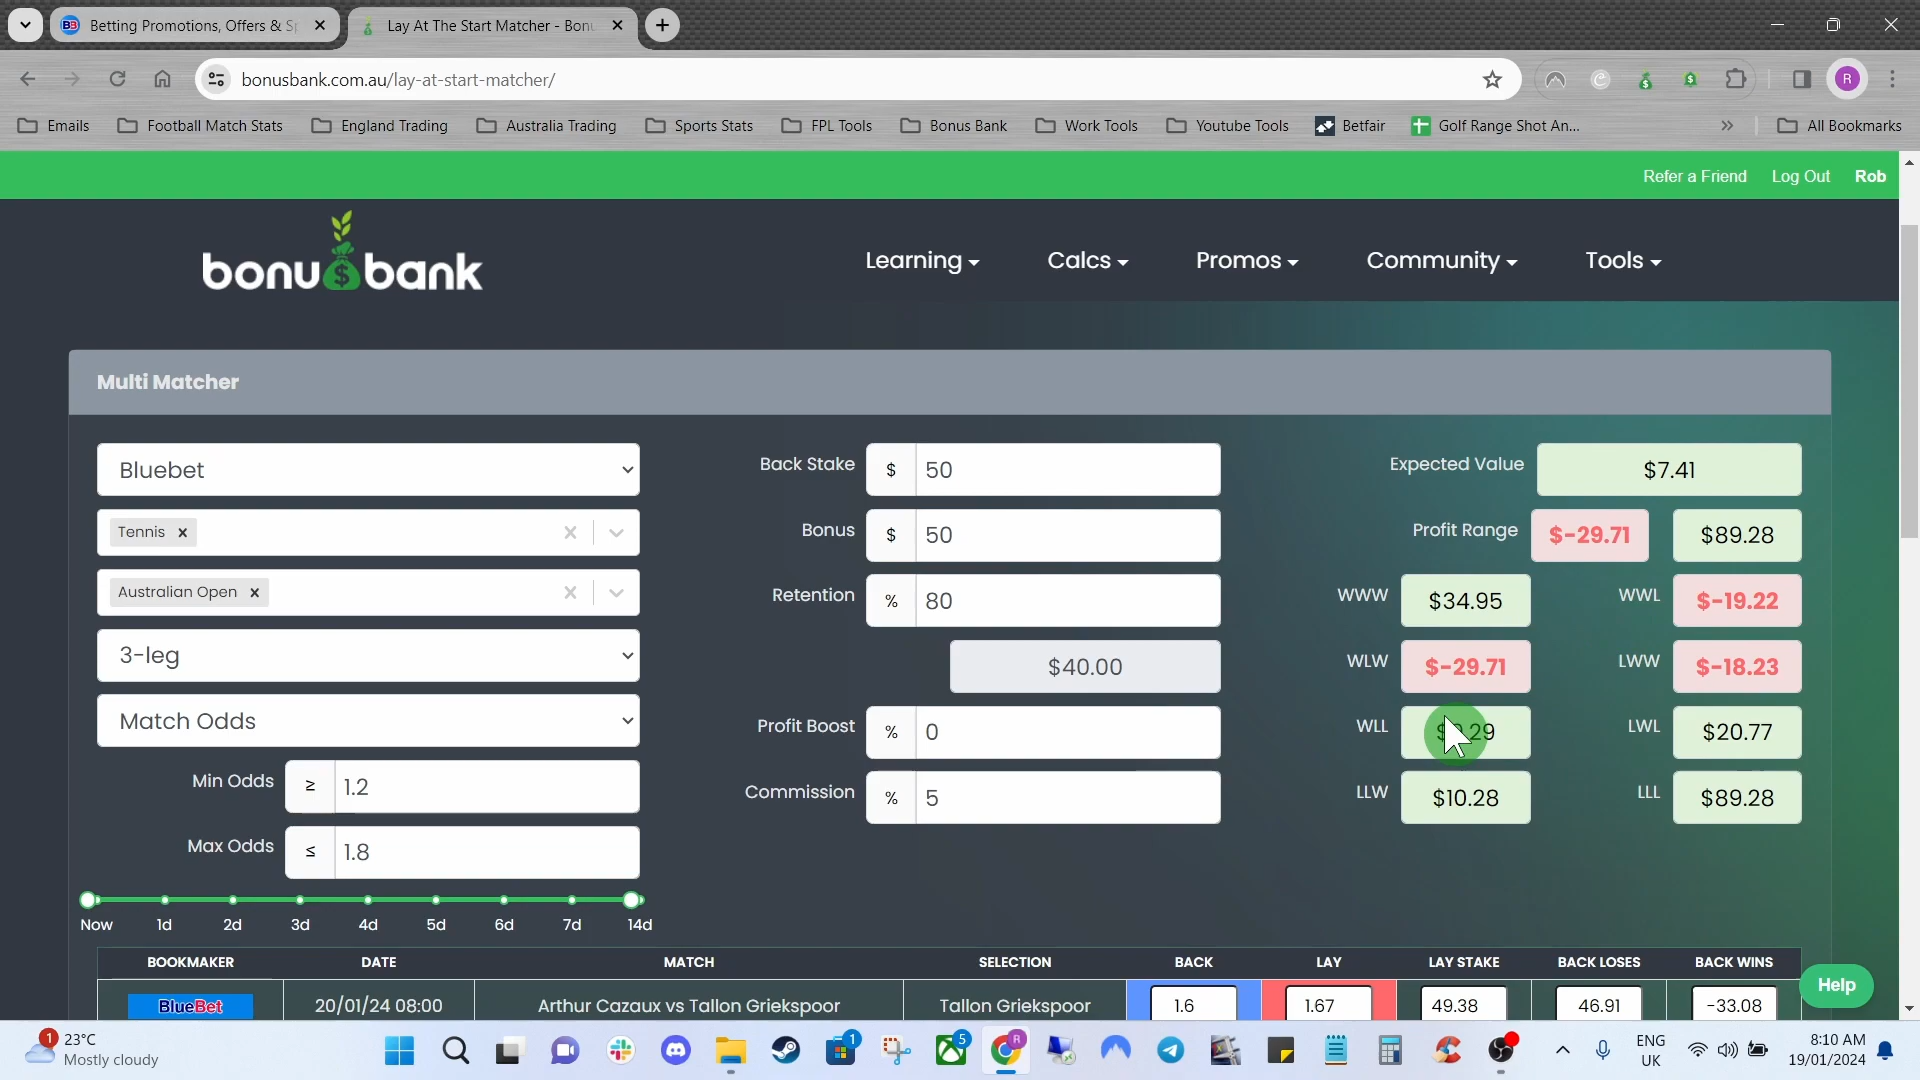 Betting Promotions, Offers & Sp
Lay At The Start Matcher - Bonu
bonusbank.com.au/lay-at-start-matcher/
R
Emails
Football Match Stats
England Trading
Australia Trading
Sports Stats
FPL Tools
Bonus Bank
Work Tools
Youtube Tools
Betfair
Golf Range Shot An...
All Bookmarks
Refer a Friend
Log Out
Rob
bonusbank
Learning
Calcs
Promos
Community
Tools
Multi Matcher
Bluebet
Tennis
Australian Open
3-leg
Match Odds
Min Odds ≥ 1.2
Max Odds ≤ 1.8
Now 1d 2d 3d 4d 5d 6d 7d 14d
Back Stake $ 50
Bonus $ 50
Retention % 80
$40.00
Profit Boost % 0
Commission % 5
Expected Value $7.41
Profit Range $-29.71 $89.28
WWW $34.95 WWL $-19.22
WLW $-29.71 LWW $-18.23
WLL LWL $20.77
LLW $10.28 LLL $89.28
BOOKMAKER DATE MATCH SELECTION BACK LAY LAY STAKE BACK LOSES BACK WINS
BlueBet 20/01/24 08:00 Arthur Cazaux vs Tallon Griekspoor Tallon Griekspoor 1.6 1.67 49.38 46.91 -33.08
Help
1
23°C
Mostly cloudy
1
5
R
ENG
UK
8:10 AM
19/01/2024